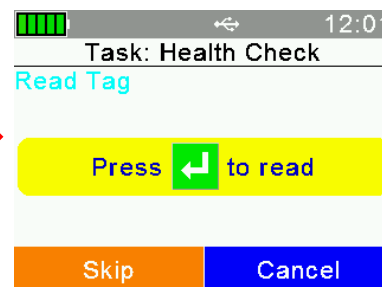 12:01
Task: Health Check
Read Tag
Press to read
Skip
Cancel